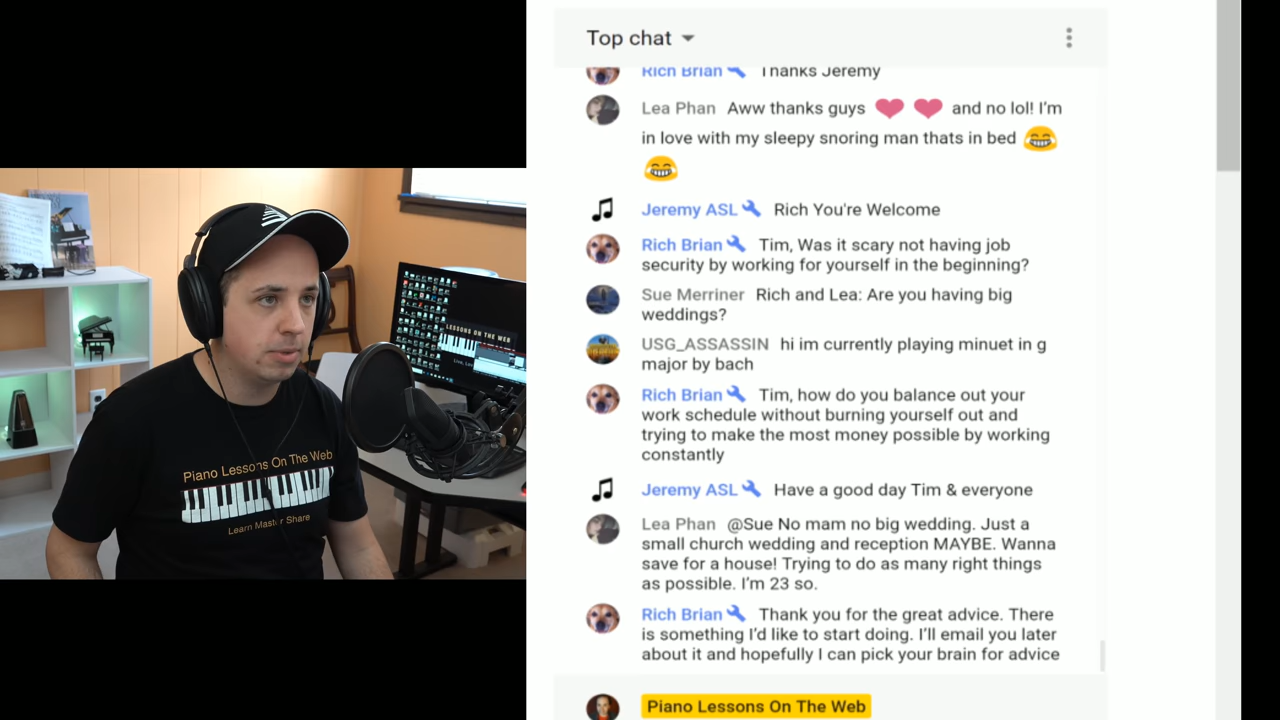 Top chat
Rich Brian Thanks Jeremy
Lea Phan Aww thanks guys and no lol! I'm
in love with my sleepy snoring man thats in bed
Jeremy ASL Rich You're Welcome
Rich Brian Tim, Was it scary not having job
security by working for yourself in the beginning?
Sue Merriner Rich and Lea: Are you having big
weddings?
USG_ASSASSIN hi im currently playing minuet in g
major by bach
Rich Brian Tim, how do you balance out your
work schedule without burning yourself out and
trying to make the most money possible by working
constantly
Jeremy ASL Have a good day Tim & everyone
Lea Phan @Sue No mam no big wedding. Just a
small church wedding and reception MAYBE. Wanna
save for a house! Trying to do as many right things
as possible. I'm 23 so.
Rich Brian Thank you for the great advice. There
is something I'd like to start doing. I'll email you later
about it and hopefully I can pick your brain for advice
Piano Lessons On The Web
LESSONS ON THE WEB
Piano Lessons On The Web
Learn Master Share